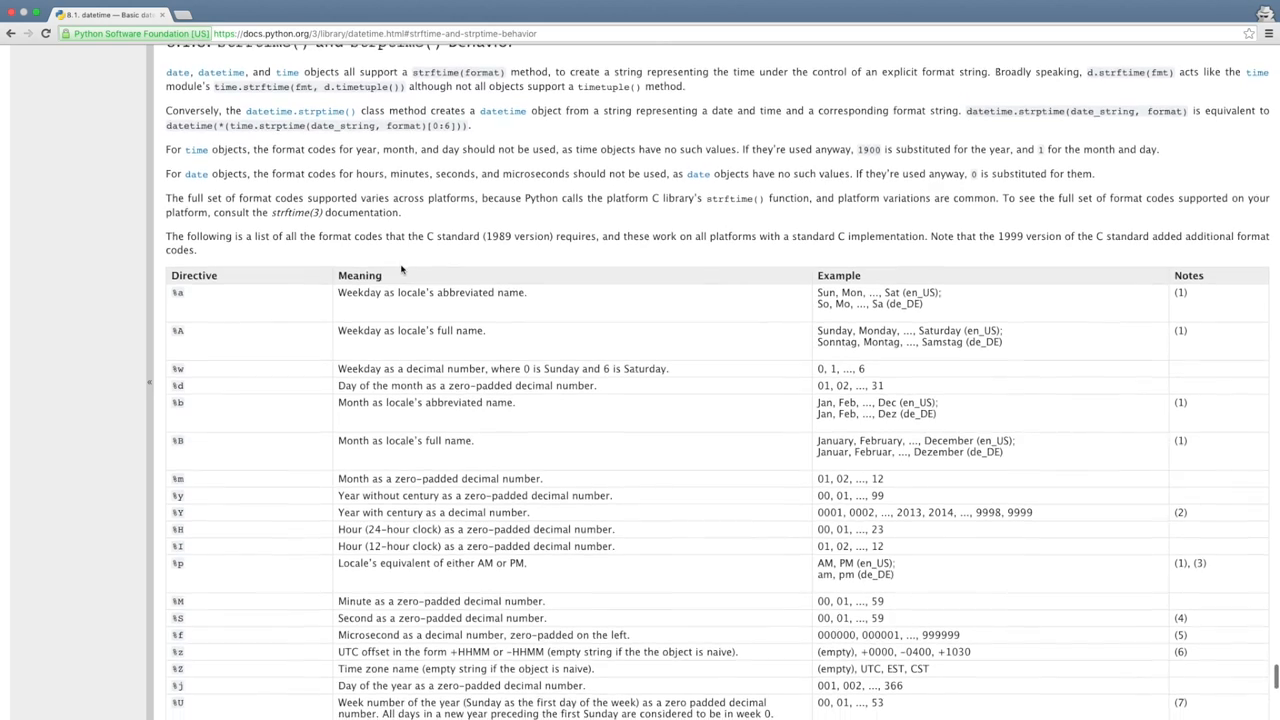 8.1. datetime — Basic dat
Python Software Foundation [US]
https://docs.python.org/3/library/datetime.html#strftime-and-strptime-behavior
8.1.8. strftime() and strptime() Behavior
date, datetime, and time objects all support a strftime(format) method, to create a string representing the time under the control of an explicit format string. Broadly speaking, d.strftime(fmt) acts like the time
module's time.strftime(fmt, d.timetuple()) although not all objects support a timetuple() method.
Conversely, the datetime.strptime() class method creates a datetime object from a string representing a date and time and a corresponding format string. datetime.strptime(date_string, format) is equivalent to
datetime(*(time.strptime(date_string, format)[0:6])).
For time objects, the format codes for year, month, and day should not be used, as time objects have no such values. If they're used anyway, 1900 is substituted for the year, and 1 for the month and day.
For date objects, the format codes for hours, minutes, seconds, and microseconds should not be used, as date objects have no such values. If they're used anyway, 0 is substituted for them.
The full set of format codes supported varies across platforms, because Python calls the platform C library's strftime() function, and platform variations are common. To see the full set of format codes supported on your
platform, consult the strftime(3) documentation.
The following is a list of all the format codes that the C standard (1989 version) requires, and these work on all platforms with a standard C implementation. Note that the 1999 version of the C standard added additional format
codes.
Directive Meaning Example Notes
%a Weekday as locale's abbreviated name. Sun, Mon, ..., Sat (en_US); (1)
So, Mo, ..., Sa (de_DE)
%A Weekday as locale's full name. Sunday, Monday, ..., Saturday (en_US); (1)
Sonntag, Montag, ..., Samstag (de_DE)
%w Weekday as a decimal number, where 0 is Sunday and 6 is Saturday. 0, 1, ..., 6
%d Day of the month as a zero-padded decimal number. 01, 02, ..., 31
%b Month as locale's abbreviated name. Jan, Feb, ..., Dec (en_US); (1)
Jan, Feb, ..., Dez (de_DE)
%B Month as locale's full name. January, February, ..., December (en_US); (1)
Januar, Februar, ..., Dezember (de_DE)
%m Month as a zero-padded decimal number. 01, 02, ..., 12
%y Year without century as a zero-padded decimal number. 00, 01, ..., 99
%Y Year with century as a decimal number. 0001, 0002, ..., 2013, 2014, ..., 9998, 9999 (2)
%H Hour (24-hour clock) as a zero-padded decimal number. 00, 01, ..., 23
%I Hour (12-hour clock) as a zero-padded decimal number. 01, 02, ..., 12
%p Locale's equivalent of either AM or PM. AM, PM (en_US); (1), (3)
am, pm (de_DE)
%M Minute as a zero-padded decimal number. 00, 01, ..., 59
%S Second as a zero-padded decimal number. 00, 01, ..., 59 (4)
%f Microsecond as a decimal number, zero-padded on the left. 000000, 000001, ..., 999999 (5)
%z UTC offset in the form +HHMM or -HHMM (empty string if the the object is naive). (empty), +0000, -0400, +1030 (6)
%Z Time zone name (empty string if the object is naive). (empty), UTC, EST, CST
%j Day of the year as a zero-padded decimal number. 001, 002, ..., 366
%U Week number of the year (Sunday as the first day of the week) as a zero padded decimal 00, 01, ..., 53 (7)
number. All days in a new year preceding the first Sunday are considered to be in week 0.